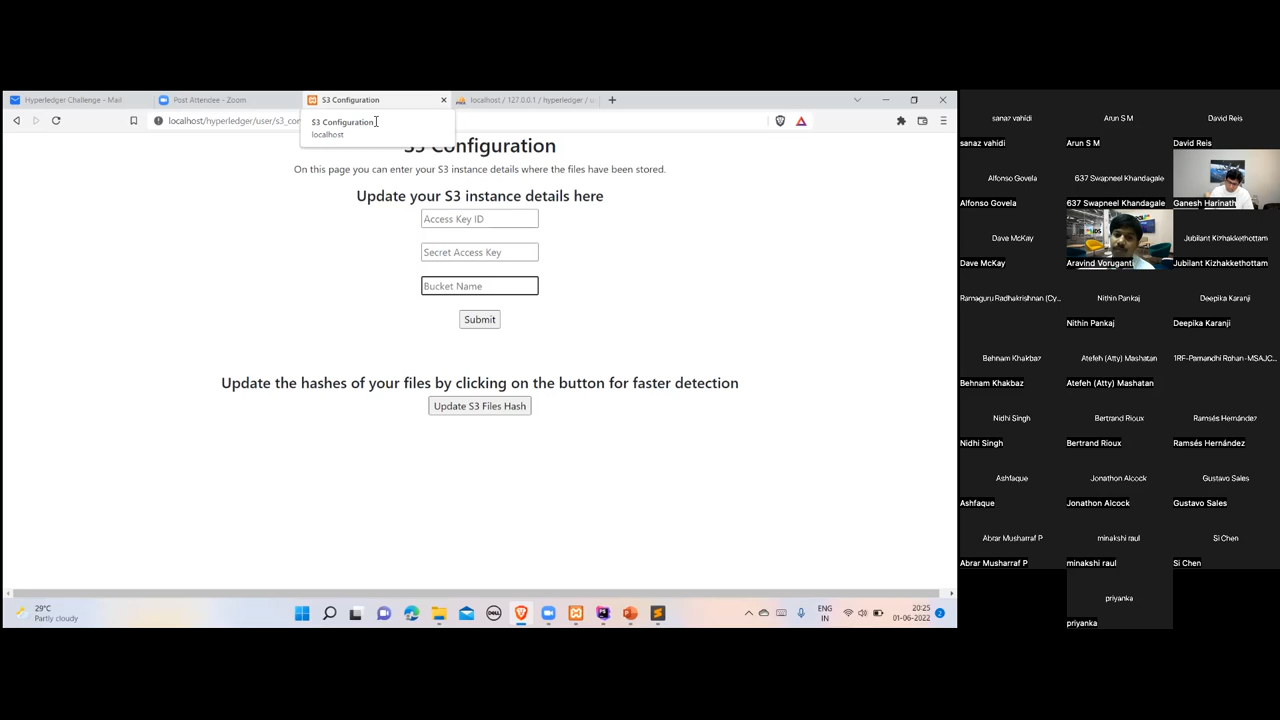 Hyperledger Challenge – Mail
Post Attendee - Zoom
S3 Configuration
localhost / 127.0.0.1 / hyperledger / u
localhost/hyperledger/user/s3_con
S3 Configuration
localhost
S3 Configuration
On this page you can enter your S3 instance details where the files have been stored.
Update your S3 instance details here
Access Key ID
Secret Access Key
Bucket Name
Submit
Update the hashes of your files by clicking on the button for faster detection
Update S3 Files Hash
29°C
Partly cloudy
ENG
IN
20:25
01-06-2022
2
sanaz vahidi
sanaz vahidi
Arun S M
Arun S M
David Reis
David Reis
Alfonso Govela
Alfonso Govela
637 Swapneel Khandagale
637 Swapneel Khandagale
Ganesh Harinath
Dave McKay
Dave McKay
Aravind Voruganti
Jubilant Kizhakkethottam
Jubilant Kizhakkethottam
Ramaguru Radhakrishnan (Cy...
Nithin Pankaj
Nithin Pankaj
Deepika Karanji
Deepika Karanji
Behnam Khakbaz
Behnam Khakbaz
Atefeh (Atty) Mashatan
Atefeh (Atty) Mashatan
1RF-Pamandhi Rohan-MSAJC...
Nidhi Singh
Nidhi Singh
Bertrand Rioux
Bertrand Rioux
Ramsés Hernández
Ramsés Hernández
Ashfaque
Ashfaque
Jonathon Alcock
Jonathon Alcock
Gustavo Sales
Gustavo Sales
Abrar Musharraf P
Abrar Musharraf P
minakshi raul
minakshi raul
Si Chen
Si Chen
priyanka
priyanka